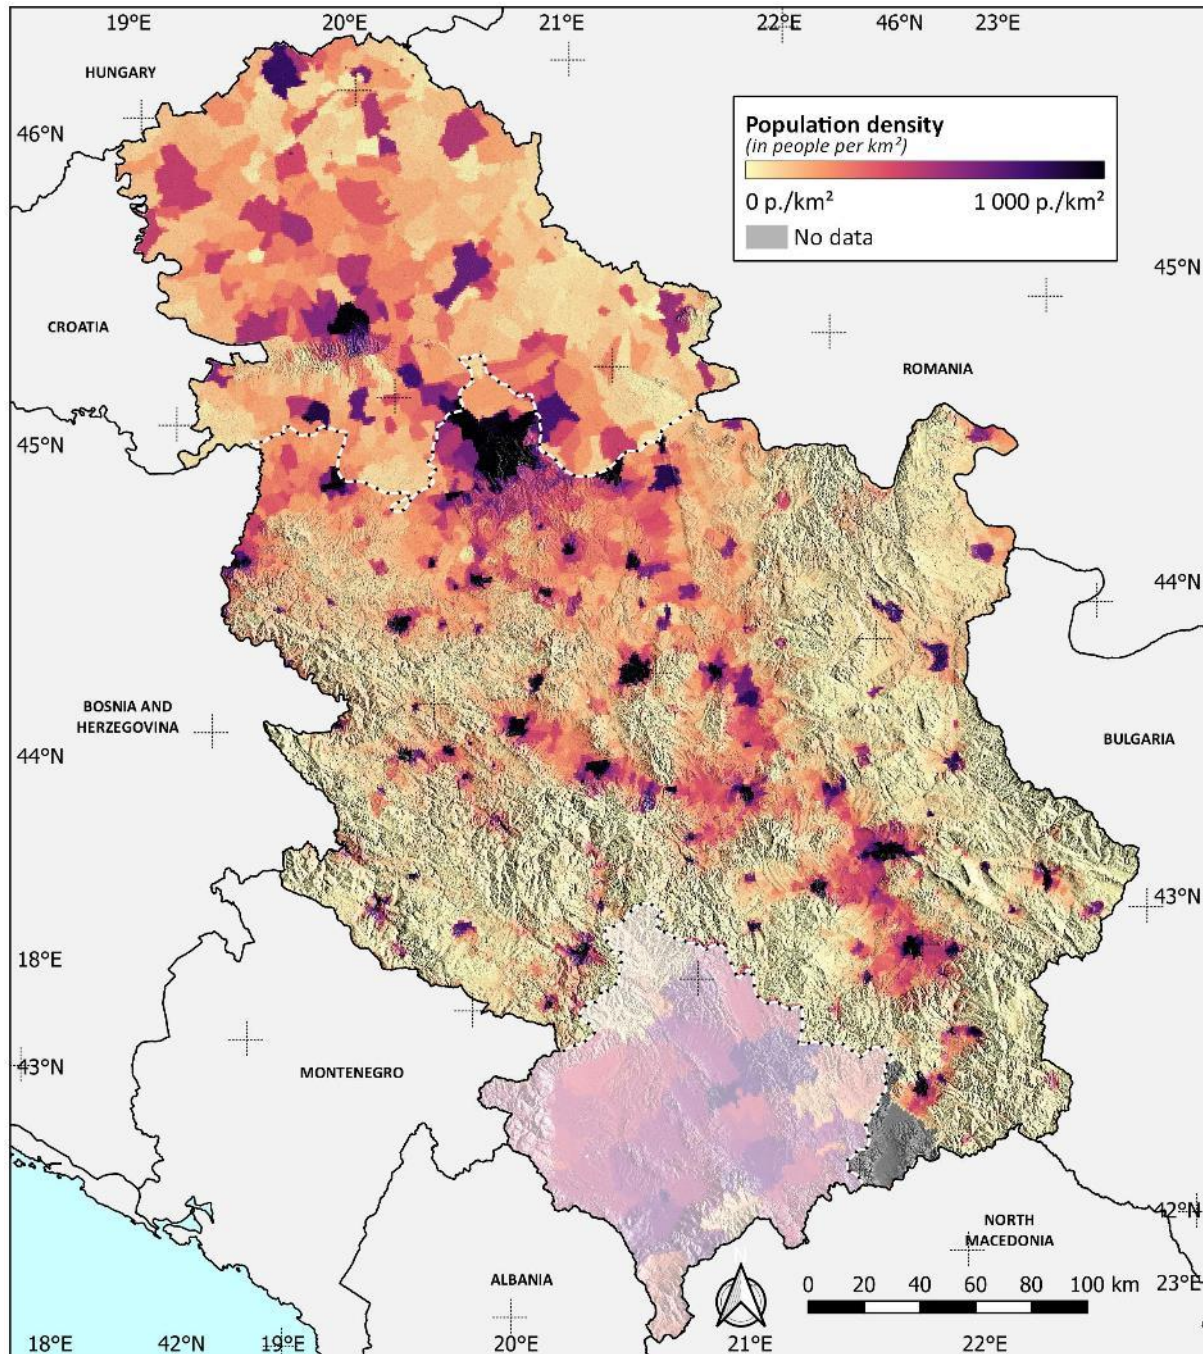 19°E
20°E
21°E
22°E
46°N
23°E
HUNGARY
46°N
Population density
(in people per km²)
0 p./km²
1 000 p./km²
No data
45°N
CROATIA
ROMANIA
45°N
44°N
BOSNIA AND
HERZEGOVINA
BULGARIA
44°N
43°N
18°E
43°N
MONTENEGRO
42°N
NORTH
MACEDONIA
N
ALBANIA
0 20 40 60 80 100 km
23°E
18°E
42°N
19°E
20°E
21°E
22°E